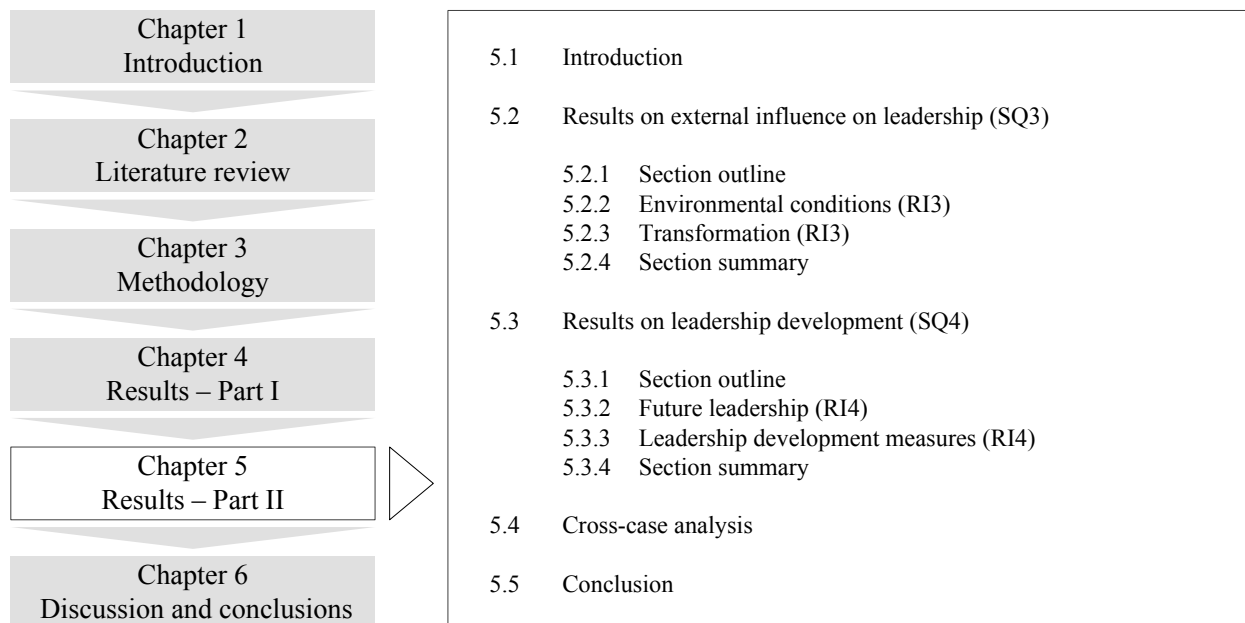 Chapter 1
Introduction
Chapter 2
Literature review
Chapter 3
Methodology
Chapter 4
Results – Part I
Chapter 5
Results – Part II
Chapter 6
Discussion and conclusions
5.1 Introduction
5.2 Results on external influence on leadership (SQ3)
5.2.1 Section outline
5.2.2 Environmental conditions (RI3)
5.2.3 Transformation (RI3)
5.2.4 Section summary
5.3 Results on leadership development (SQ4)
5.3.1 Section outline
5.3.2 Future leadership (RI4)
5.3.3 Leadership development measures (RI4)
5.3.4 Section summary
5.4 Cross-case analysis
5.5 Conclusion